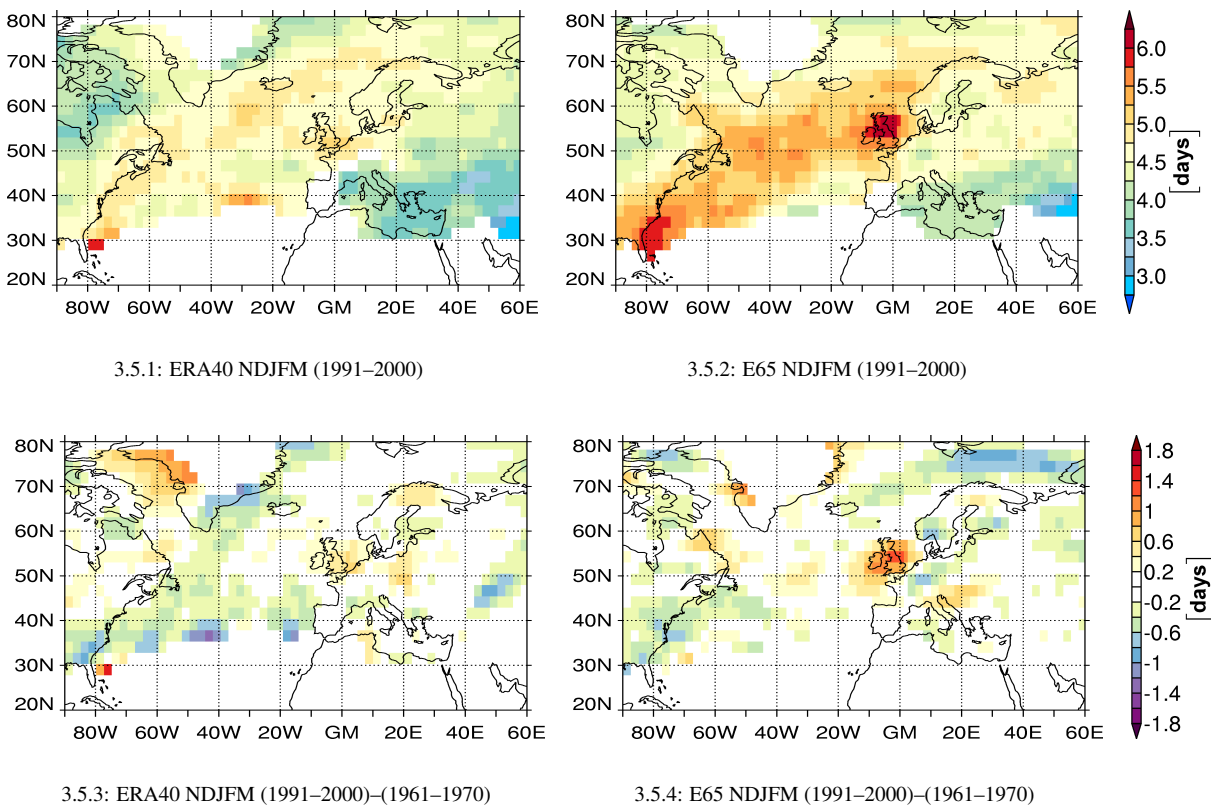 80N
70N
60N
50N
40N
30N
20N
80W 60W 40W 20W GM 20E 40E 60E
80N
70N
60N
50N
40N
30N
20N
80W 60W 40W 20W GM 20E 40E 60E
6.0
5.5
5.0
4.5
4.0
3.5
3.0
[days]
3.5.1: ERA40 NDJFM (1991–2000)
3.5.2: E65 NDJFM (1991–2000)
80N
70N
60N
50N
40N
30N
20N
80W 60W 40W 20W GM 20E 40E 60E
80N
70N
60N
50N
40N
30N
20N
80W 60W 40W 20W GM 20E 40E 60E
1.8
1.4
1
0.6
0.2
-0.2
-0.6
-1
-1.4
-1.8
[days]
3.5.3: ERA40 NDJFM (1991–2000)–(1961–1970)
3.5.4: E65 NDJFM (1991–2000)–(1961–1970)